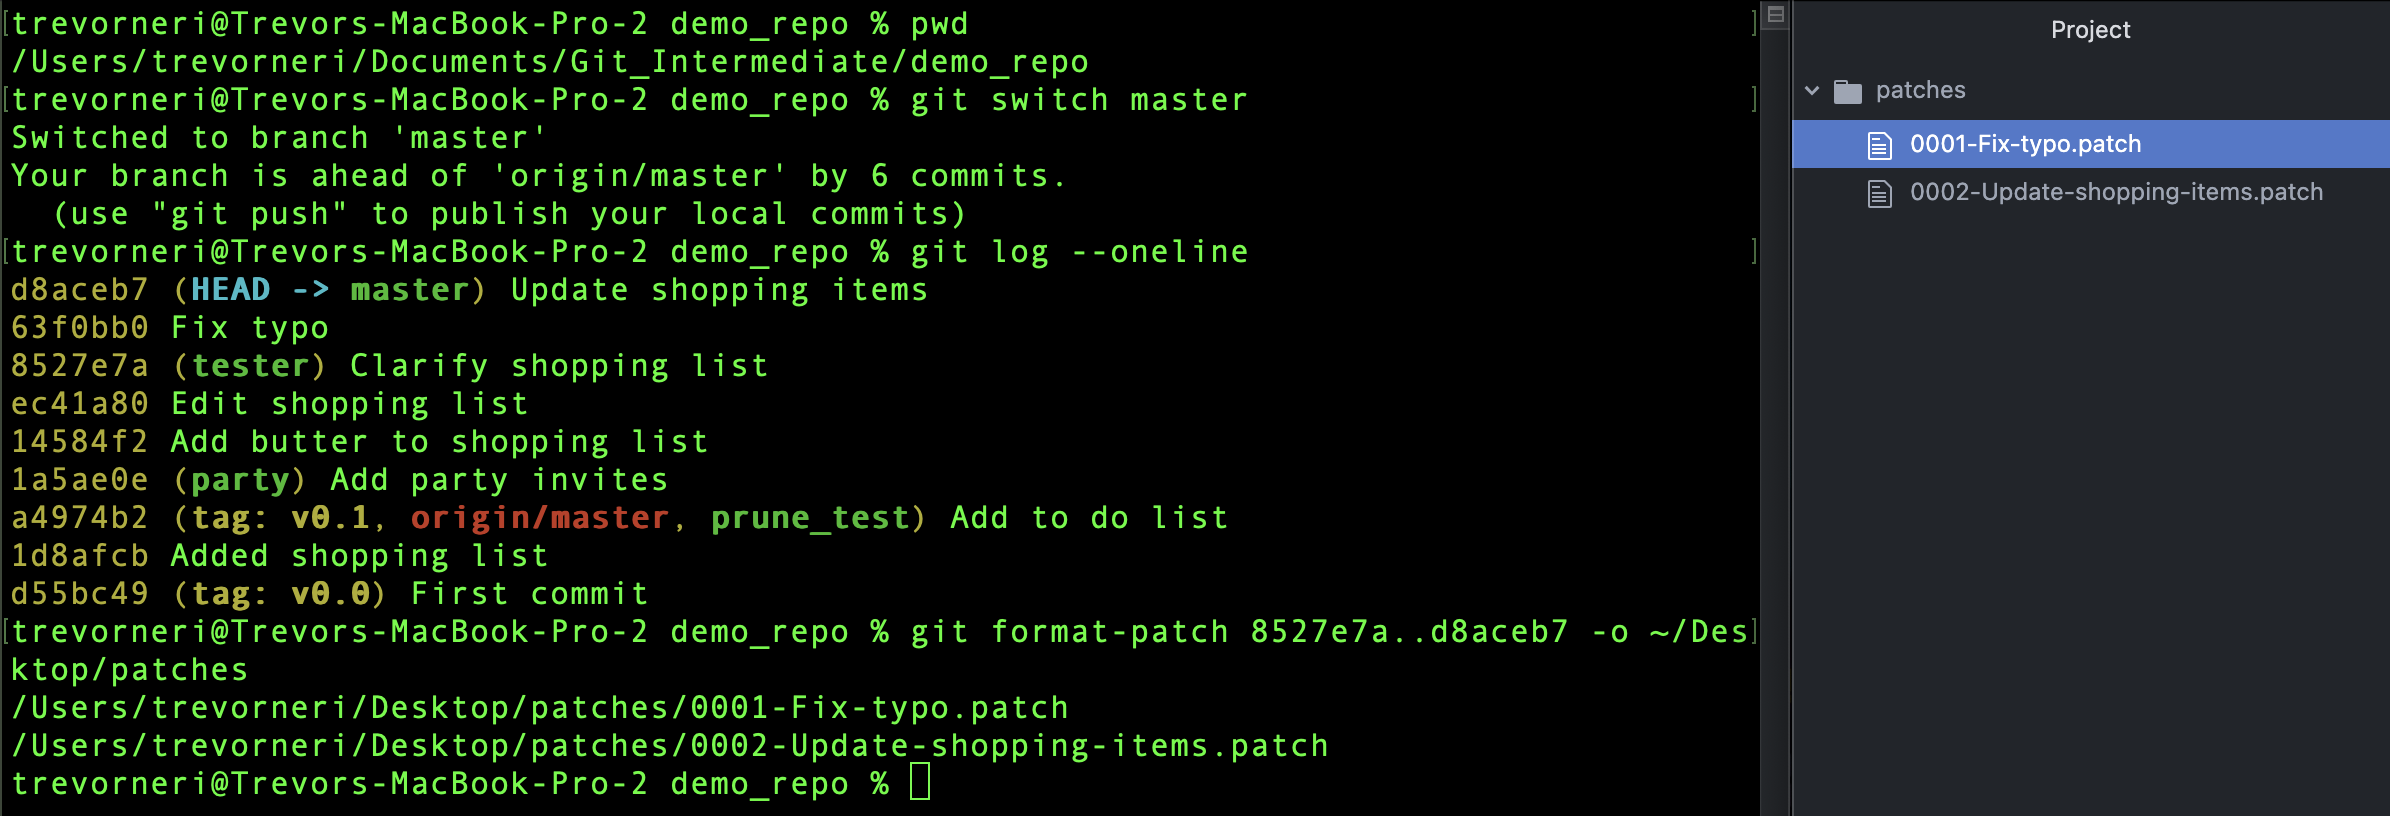 trevorneri@Trevors-MacBook-Pro-2 demo_repo % pwd
/Users/trevorneri/Documents/Git_Intermediate/demo_repo
trevorneri@Trevors-MacBook-Pro-2 demo_repo % git switch master
Switched to branch 'master'
Your branch is ahead of 'origin/master' by 6 commits.
  (use "git push" to publish your local commits)
trevorneri@Trevors-MacBook-Pro-2 demo_repo % git log --oneline
d8aceb7 (HEAD -> master) Update shopping items
63f0bb0 Fix typo
8527e7a (tester) Clarify shopping list
ec41a80 Edit shopping list
14584f2 Add butter to shopping list
1a5ae0e (party) Add party invites
a4974b2 (tag: v0.1, origin/master, prune_test) Add to do list
1d8afcb Added shopping list
d55bc49 (tag: v0.0) First commit
trevorneri@Trevors-MacBook-Pro-2 demo_repo % git format-patch 8527e7a..d8aceb7 -o ~/Des
ktop/patches
/Users/trevorneri/Desktop/patches/0001-Fix-typo.patch
/Users/trevorneri/Desktop/patches/0002-Update-shopping-items.patch
trevorneri@Trevors-MacBook-Pro-2 demo_repo %
Project
patches
0001-Fix-typo.patch
0002-Update-shopping-items.patch